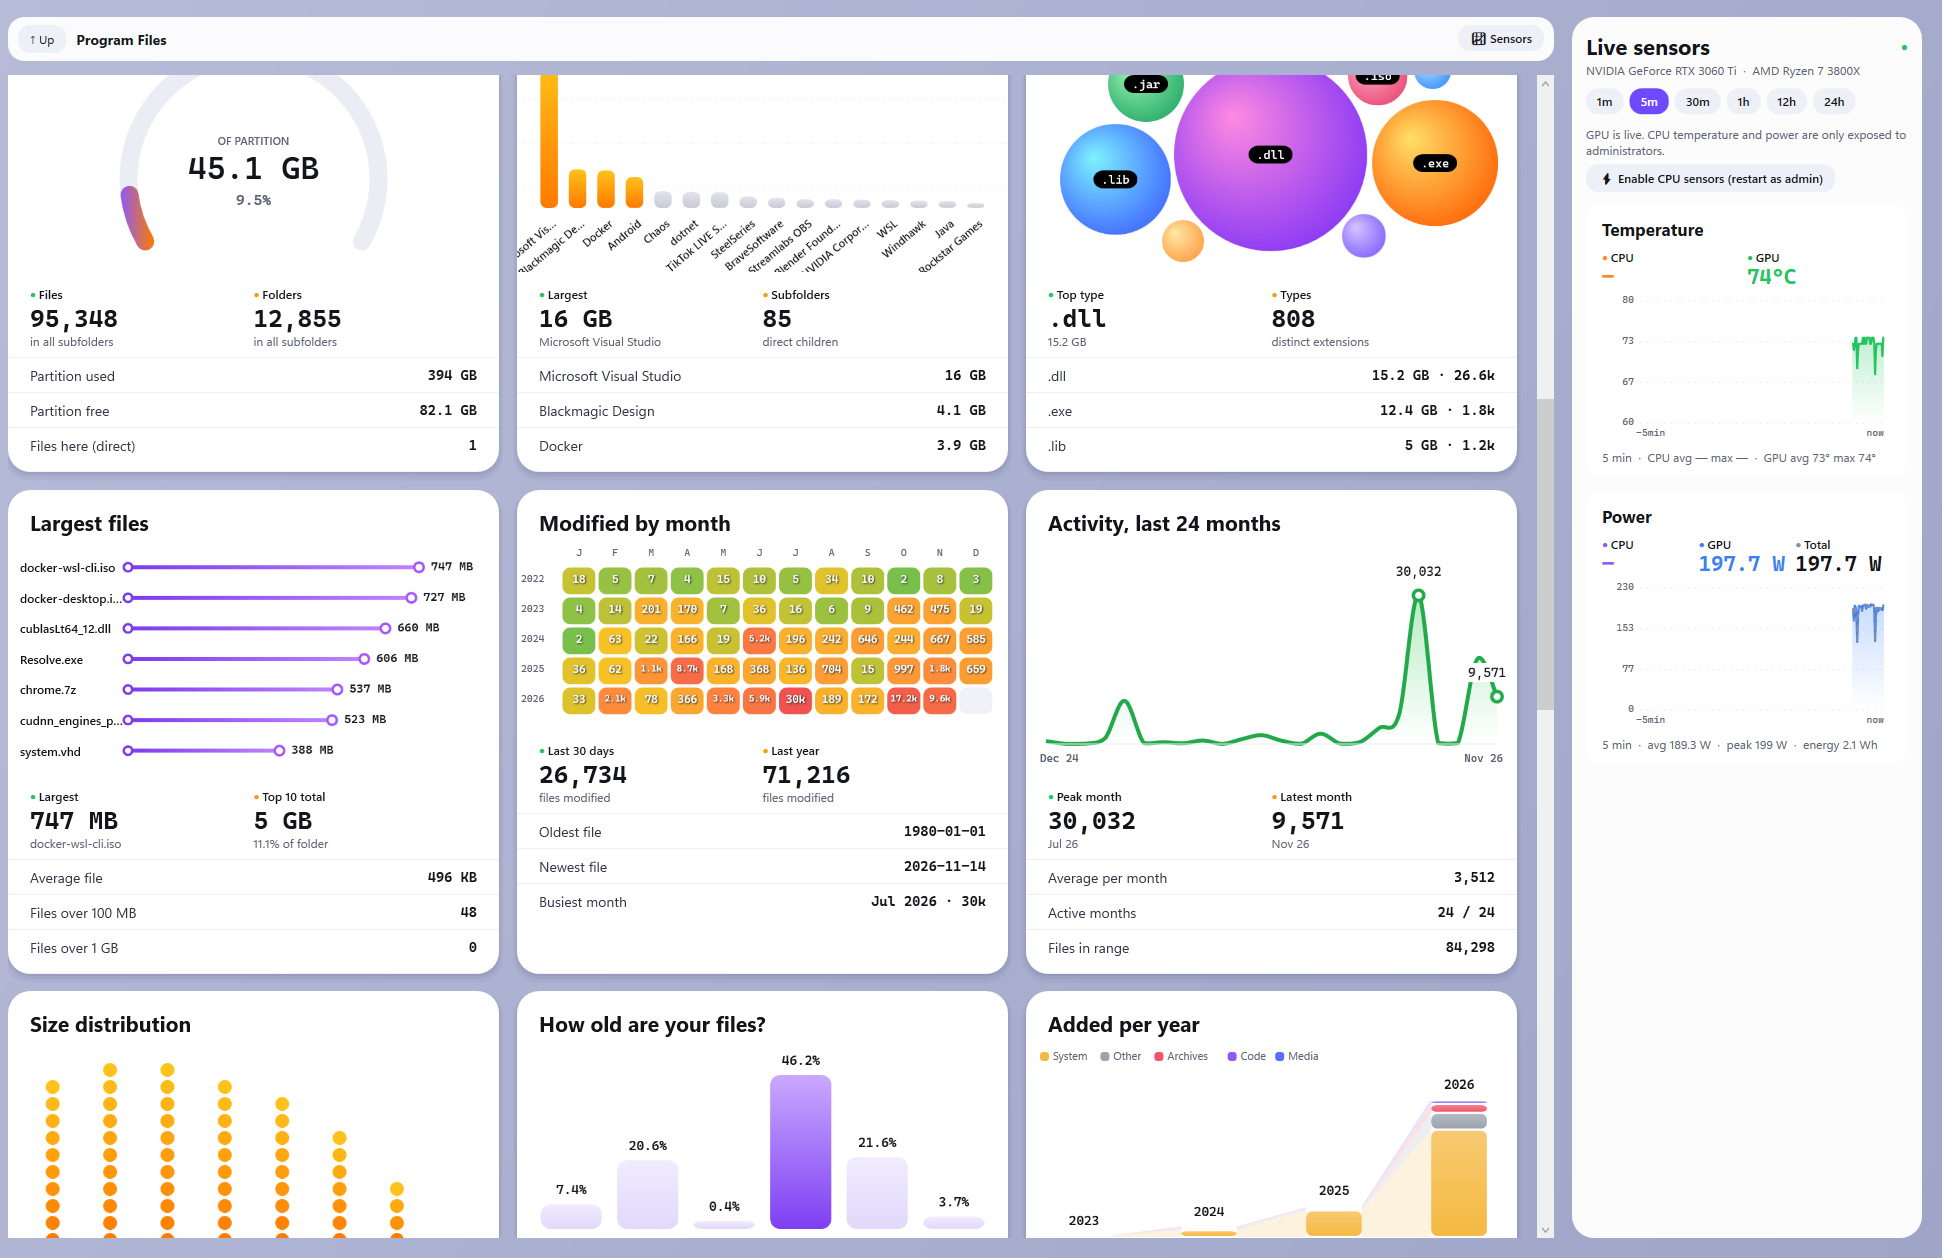 ↑ Up
Program Files
Sensors
OF PARTITION
45.1 GB
9.5%
Files
95,348
in all subfolders
Folders
12,855
in all subfolders
Partition used 394 GB
Partition free 82.1 GB
Files here (direct) 1
Blackmagic De...
Docker
Android
Chaos
dotnet
TikTok LIVE S...
SteelSeries
BraveSoftware
Streamlabs OBS
Blender Found...
NVIDIA Corpor...
WSL
Windhawk
Java
Rockstar Games
Largest
16 GB
Microsoft Visual Studio
Subfolders
85
direct children
Microsoft Visual Studio 16 GB
Blackmagic Design 4.1 GB
Docker 3.9 GB
.jar
.iso
.dll
.lib
.exe
Top type
.dll
15.2 GB
Types
808
distinct extensions
.dll 15.2 GB · 26.6k
.exe 12.4 GB · 1.8k
.lib 5 GB · 1.2k
Largest files
docker-wsl-cli.iso 747 MB
docker-desktop.i... 727 MB
cublasLt64_12.dll 660 MB
Resolve.exe 606 MB
chrome.7z 537 MB
cudnn_engines_p... 523 MB
system.vhd 388 MB
Largest
747 MB
docker-wsl-cli.iso
Top 10 total
5 GB
11.1% of folder
Average file 496 KB
Files over 100 MB 48
Files over 1 GB 0
Modified by month
J F M A M J J A S O N D
2022 18 5 7 4 15 10 5 34 10 2 8 3
2023 4 14 201 170 7 36 16 6 9 462 475 19
2024 2 63 22 166 19 5.2k 196 242 646 244 667 585
2025 36 62 1.1k 8.7k 168 368 136 704 15 997 1.8k 659
2026 33 2.1k 78 366 3.3k 5.9k 30k 189 172 17.2k 9.6k
Last 30 days
26,734
files modified
Last year
71,216
files modified
Oldest file 1980-01-01
Newest file 2026-11-14
Busiest month Jul 2026 · 30k
Activity, last 24 months
30,032
9,571
Dec 24 Nov 26
Peak month
30,032
Jul 26
Latest month
9,571
Nov 26
Average per month 3,512
Active months 24 / 24
Files in range 84,298
Size distribution
How old are your files?
7.4%
20.6%
0.4%
46.2%
21.6%
3.7%
Added per year
System Other Archives Code Media
2023
2024
2025
2026
Live sensors
NVIDIA GeForce RTX 3060 Ti · AMD Ryzen 7 3800X
1m 5m 30m 1h 12h 24h
GPU is live. CPU temperature and power are only exposed to
administrators.
Enable CPU sensors (restart as admin)
Temperature
CPU
—
GPU
74°C
80
73
67
60
−5min now
5 min · CPU avg — max — · GPU avg 73° max 74°
Power
CPU
—
GPU
197.7 W
Total
197.7 W
230
153
77
0
−5min now
5 min · avg 189.3 W · peak 199 W · energy 2.1 Wh